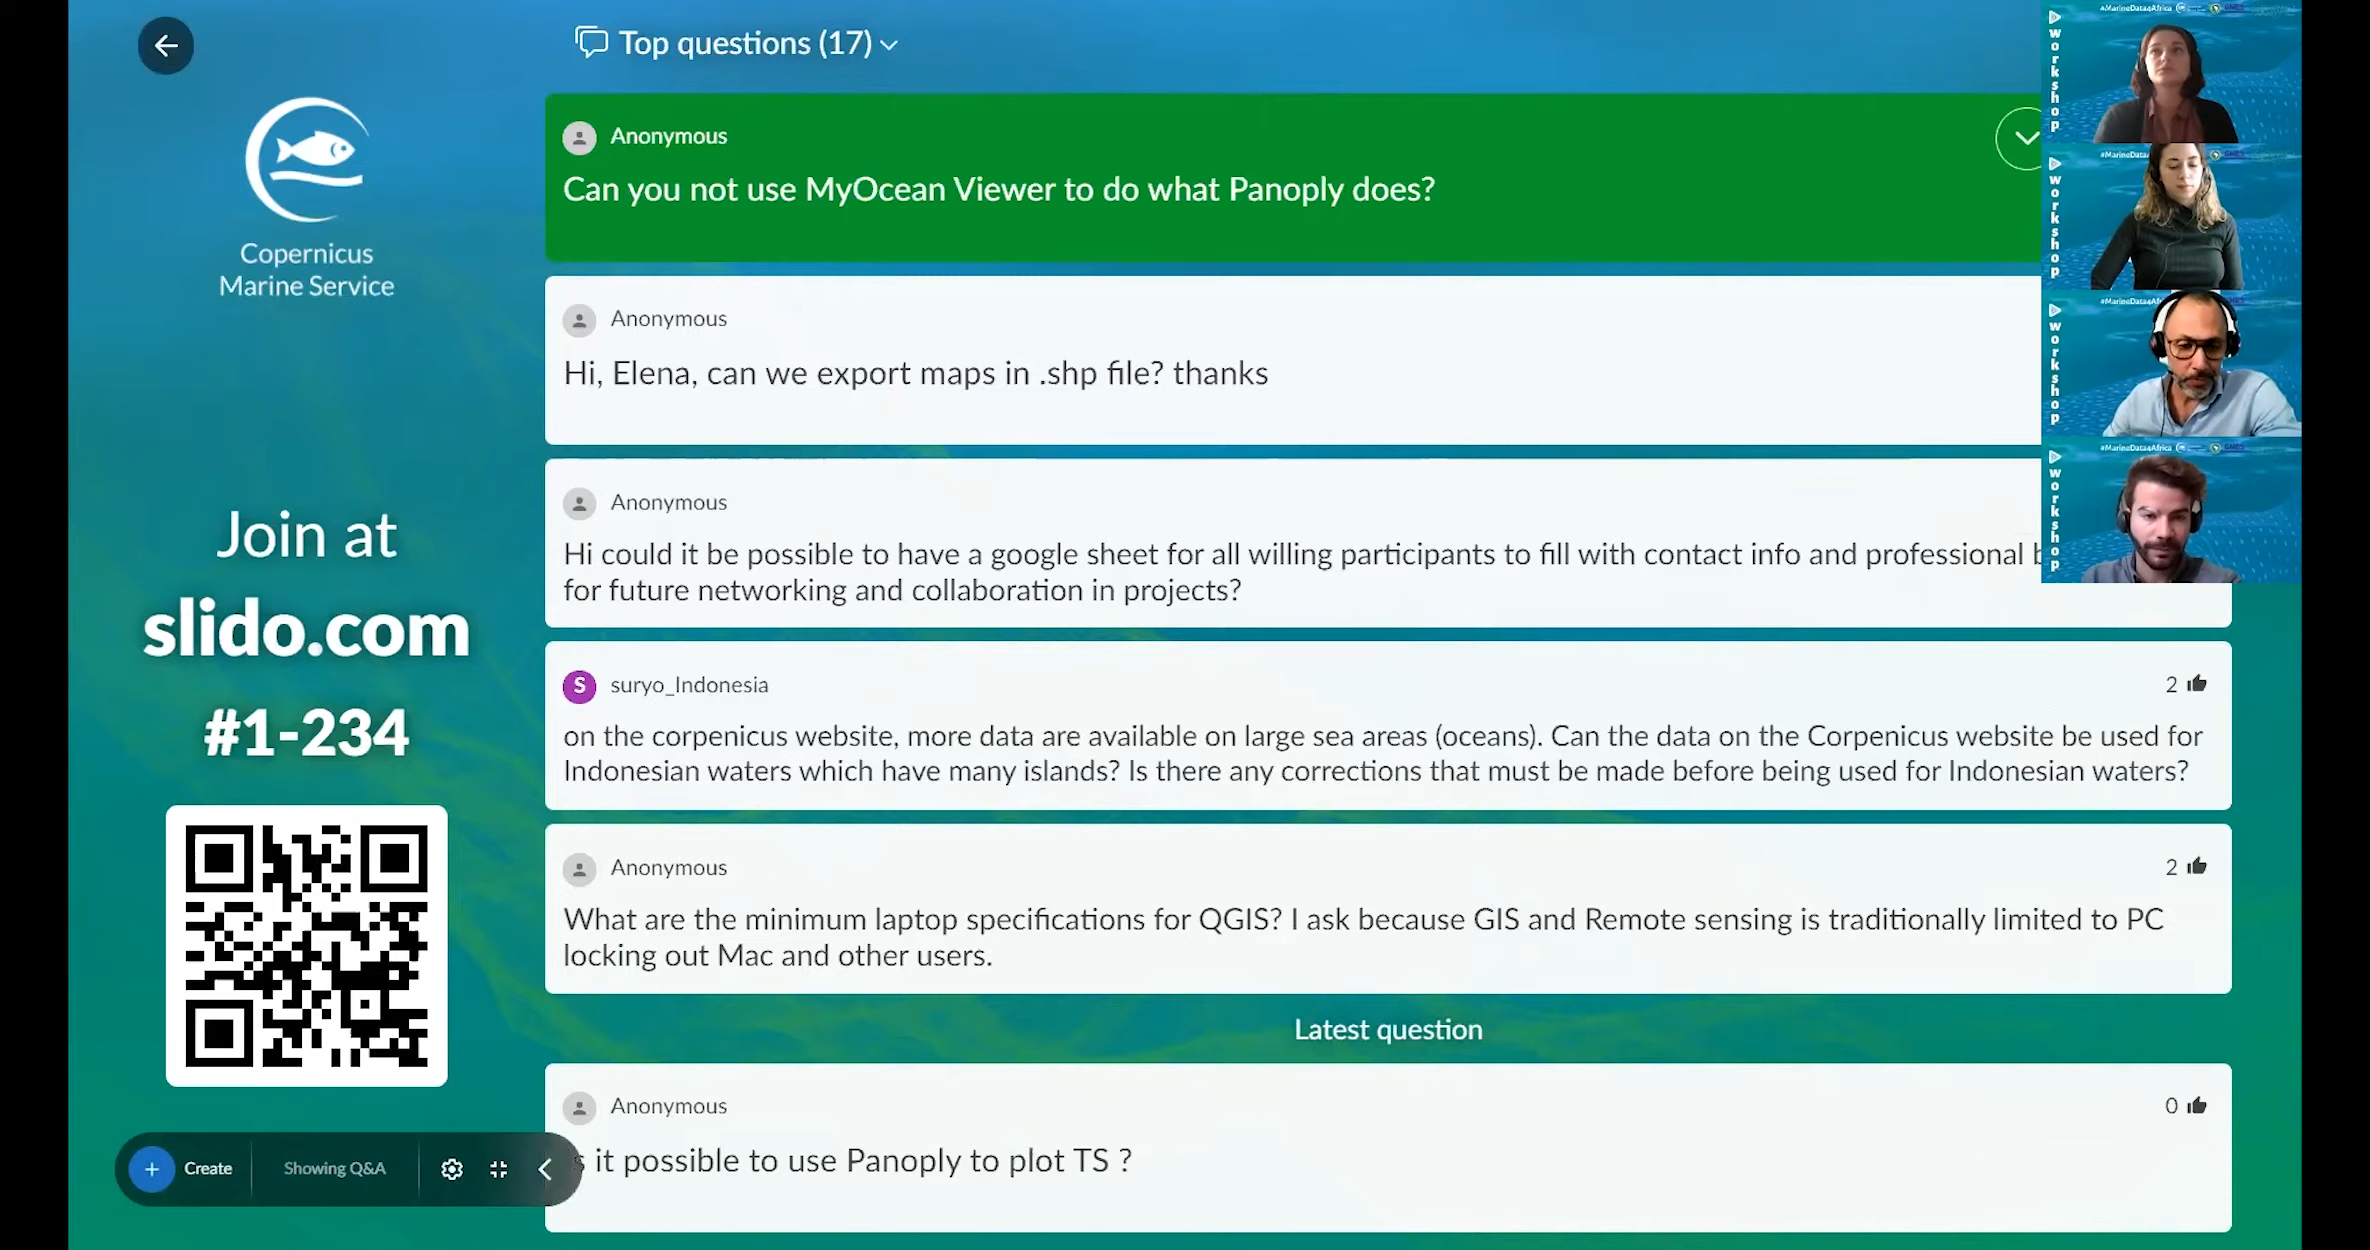 Top questions (17)
Copernicus
Marine Service
Join at
slido.com
#1-234
Anonymous
Can you not use MyOcean Viewer to do what Panoply does?
Anonymous
Hi, Elena, can we export maps in .shp file? thanks
Anonymous
Hi could it be possible to have a google sheet for all willing participants to fill with contact info and professional
for future networking and collaboration in projects?
S suryo_Indonesia
2
on the corpenicus website, more data are available on large sea areas (oceans). Can the data on the Corpenicus website be used for
Indonesian waters which have many islands? Is there any corrections that must be made before being used for Indonesian waters?
Anonymous
2
What are the minimum laptop specifications for QGIS? I ask because GIS and Remote sensing is traditionally limited to PC
locking out Mac and other users.
Latest question
Anonymous
0
it possible to use Panoply to plot TS ?
Create
Showing Q&A
#MarineData4Africa
workshop
#MarineData
workshop
#MarineData4Af
workshop
#MarineData4Africa
workshop